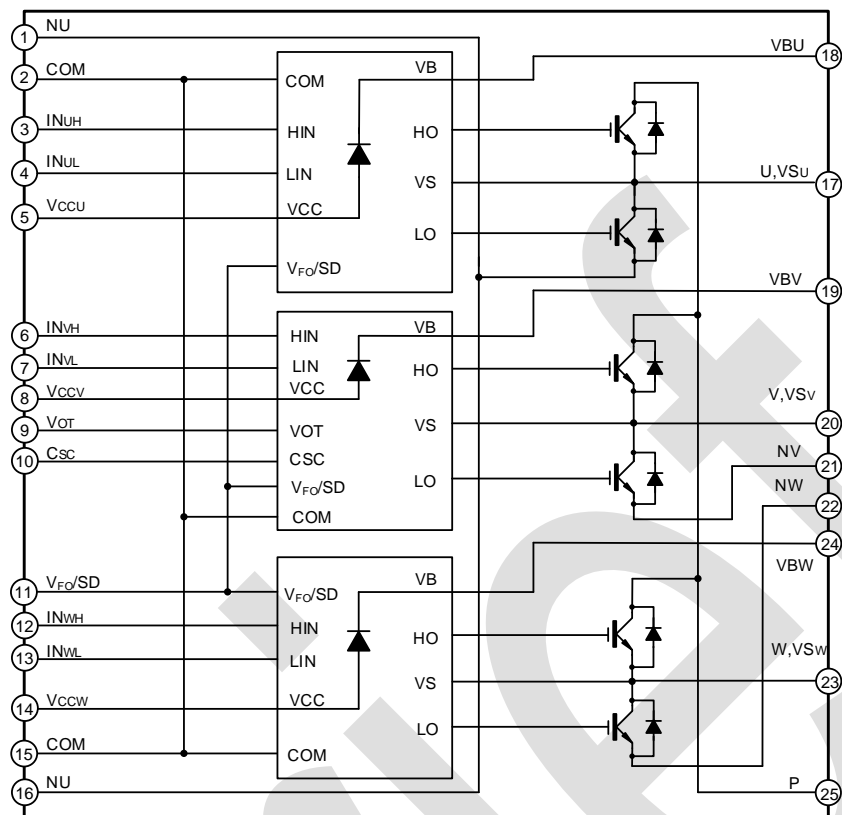 1 NU
2 COM
3 INUH
4 INUL
5 VCCU
6 INVH
7 INVL
8 VCCV
9 VOT
10 CSC
11 VFO/SD
12 INWH
13 INWL
14 VCCW
15 COM
16 NU
COM
HIN
LIN
VCC
VFO/SD
VB
HO
VS
LO
HIN
LIN
VCC
VOT
CSC
VFO/SD
COM
VB
HO
VS
LO
VFO/SD
HIN
LIN
VCC
COM
VB
HO
VS
LO
VBU 18
U,VSU 17
VBV 19
V,VSV 20
NV 21
NW 22
24
VBW
W,VSW 23
P 25